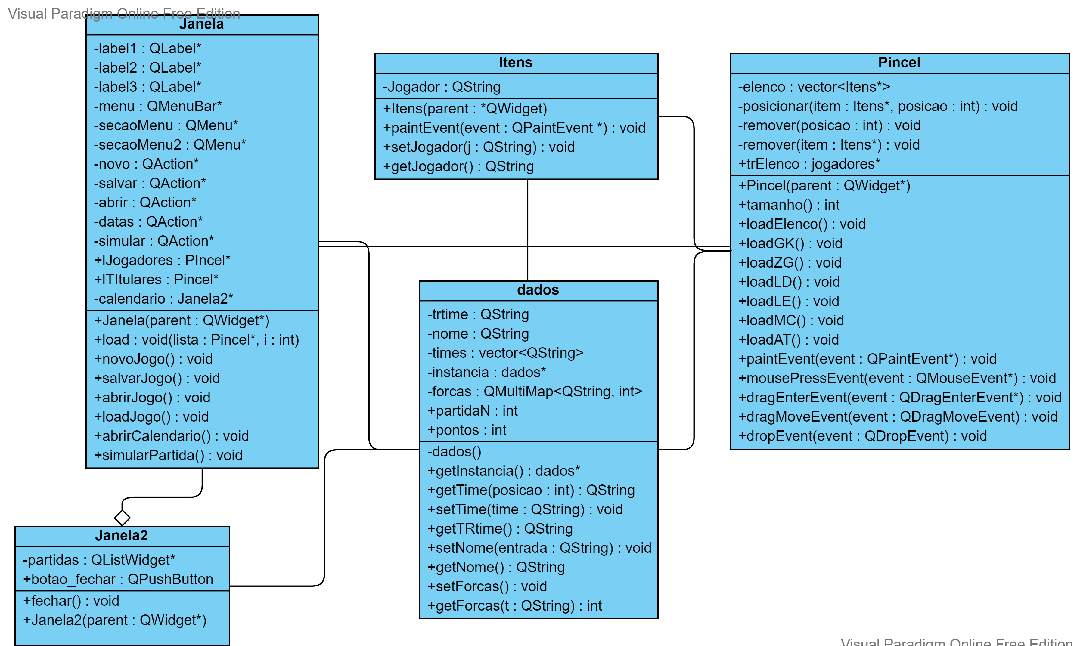 Visual Paradigm Online Free Edition
Janela
-label1 : QLabel*
-label2 : QLabel*
-label3 : QLabel*
-menu : QMenuBar*
-secaoMenu : QMenu*
-secaoMenu2 : QMenu*
-novo : QAction*
-salvar : QAction*
-abrir : QAction*
-datas : QAction*
-simular : QAction*
+lJogadores : PIncel*
+lTItulares : Pincel*
-calendario : Janela2*
+Janela(parent : QWidget*)
+load : void(lista : Pincel*, i : int)
+novoJogo() : void
+salvarJogo() : void
+abrirJogo() : void
+loadJogo() : void
+abrirCalendario() : void
+simularPartida() : void
Itens
-Jogador : QString
+Itens(parent : *QWidget)
+paintEvent(event : QPaintEvent *) : void
+setJogador(j : QString) : void
+getJogador() : QString
Pincel
-elenco : vector<Itens*>
-posicionar(item : Itens*, posicao : int) : void
-remover(posicao : int) : void
-remover(item : Itens*) : void
+trElenco : jogadores*
+Pincel(parent : QWidget*)
+tamanho() : int
+loadElenco() : void
+loadGK() : void
+loadZG() : void
+loadLD() : void
+loadLE() : void
+loadMC() : void
+loadAT() : void
+paintEvent(event : QPaintEvent*) : void
+mousePressEvent(event : QMouseEvent*) : void
+dragEnterEvent(event : QDragEnterEvent*) : void
+dragMoveEvent(event : QDragMoveEvent) : void
+dropEvent(event : QDropEvent) : void
dados
-trtime : QString
-nome : QString
-times : vector<QString>
-instancia : dados*
-forcas : QMultiMap<QString, int>
+partidaN : int
+pontos : int
-dados()
+getInstancia() : dados*
+getTime(posicao : int) : QString
+setTime(time : QString) : void
+getTRtime() : QString
+setNome(entrada : QString) : void
+getNome() : QString
+setForcas() : void
+getForcas(t : QString) : int
Janela2
-partidas : QListWidget*
+botao_fechar : QPushButton
+fechar() : void
+Janela2(parent : QWidget*)
Visual Paradigm Online Free Edition